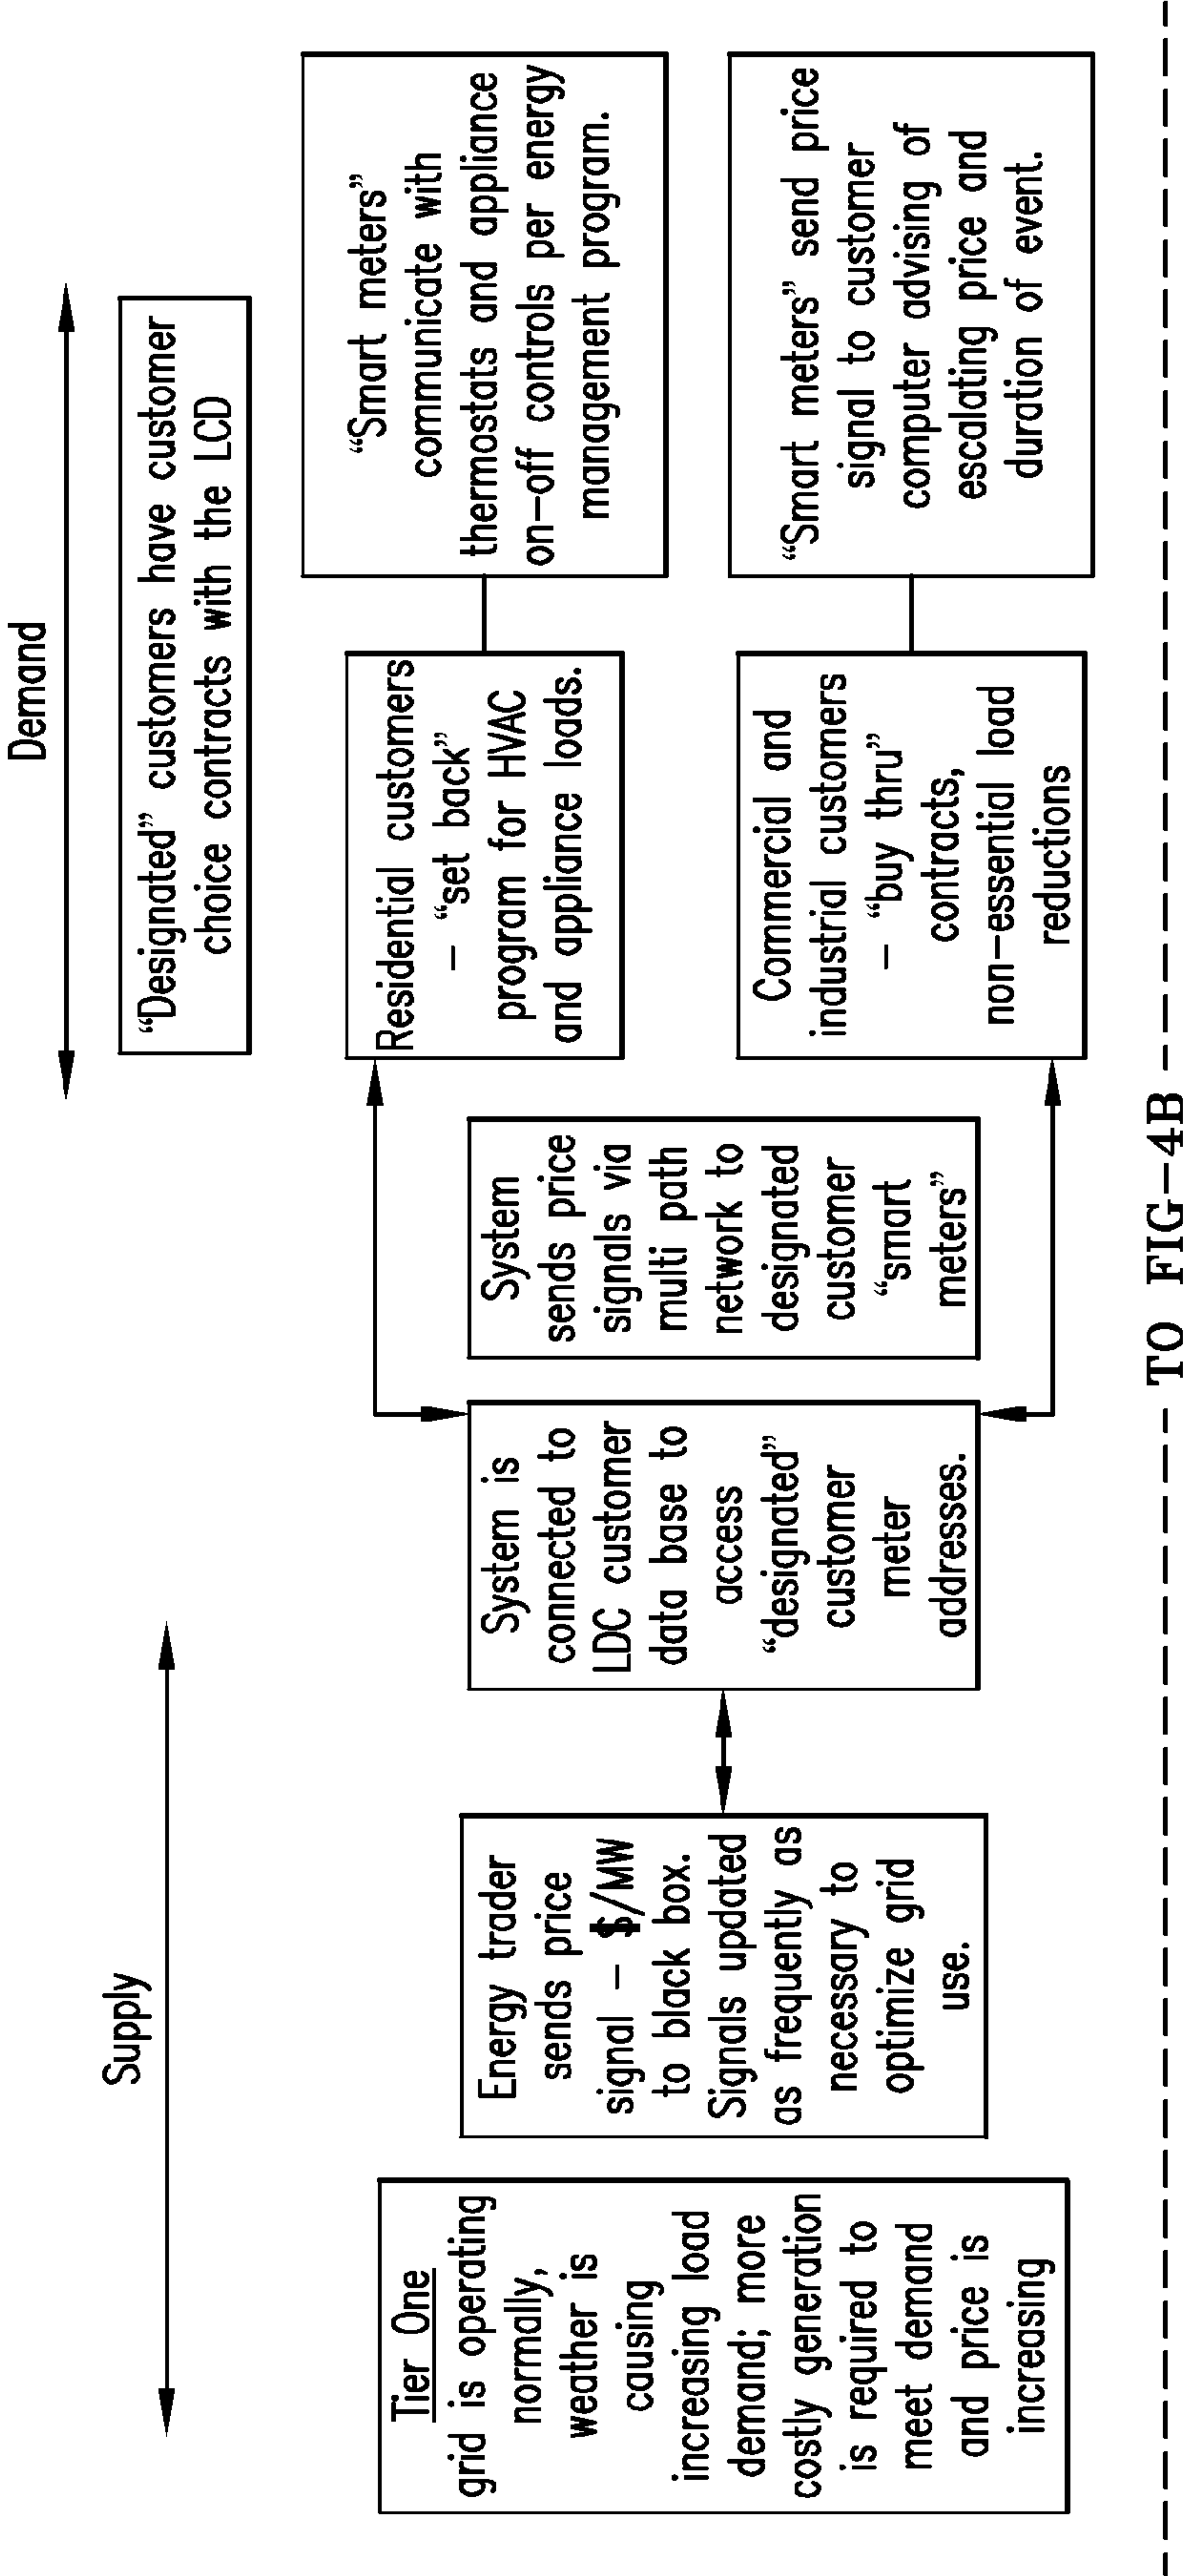 Supply
Demand
"Designated" customers have customer
choice contracts with the LCD
Tier One
grid is operating
normally,
weather is
causing
increasing load
demand; more
costly generation
is required to
meet demand
and price is
increasing
Energy trader
sends price
signal – $/MW
to black box.
Signals updated
as frequently as
necessary to
optimize grid
use.
System is
connected to
LDC customer
data base to
access
“designated”
customer
meter
addresses.
System
sends price
signals via
multi path
network to
designated
customer
“smart
meters”
Residential customers
– “set back”
program for HVAC
and appliance loads.
“Smart meters”
communicate with
thermostats and appliance
on–off controls per energy
management program.
Commercial and
industrial customers
– “buy thru”
contracts,
non–essential load
reductions
“Smart meters” send price
signal to customer
computer advising of
escalating price and
duration of event.
TO FIG–4B